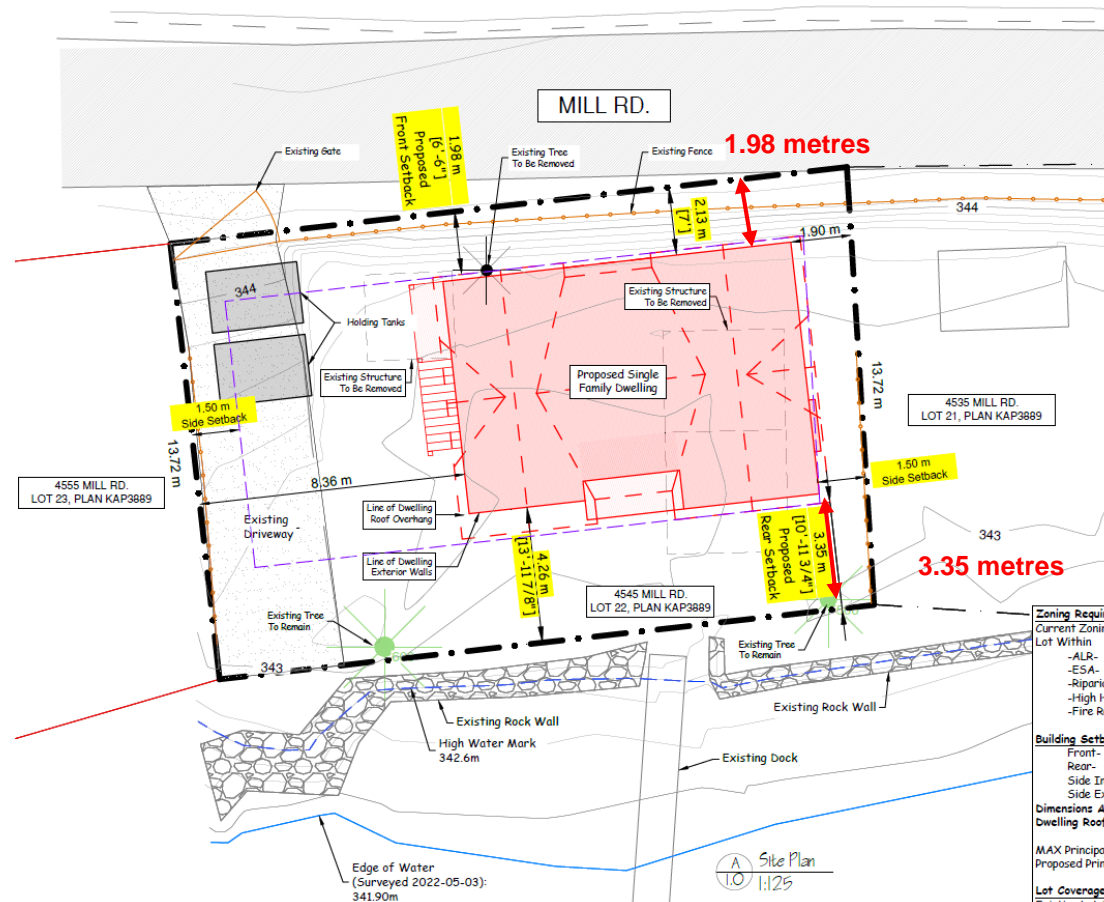 MILL RD.
1.98 metres
1.98 m
[6'-6"]
Proposed
Front Setback
Existing Gate
Existing Tree
To Be Removed
Existing Fence
2.13 m
[7']
344
1.90 m
344
Existing Structure
To Be Removed
Holding Tanks
Proposed Single
Family Dwelling
Existing Structure
To Be Removed
13.72 m
4535 MILL RD.
LOT 21, PLAN KAP3889
1.50 m
Side Setback
13.72 m
1.50 m
Side Setback
4555 MILL RD.
LOT 23, PLAN KAP3889
8.36 m
Line of Dwelling
Roof Overhang
Existing
Driveway
3.35 m
[10'-11 3/4"]
Proposed
Rear Setback
343
4.26 m
[13'-11 7/8"]
Line of Dwelling
Exterior Walls
3.35 metres
4545 MILL RD.
LOT 22, PLAN KAP3889
Existing Tree
To Remain
Existing Tree
To Remain
343
Existing Rock Wall
Existing Rock Wall
High Water Mark
342.6m
Existing Dock
Edge of Water
(Surveyed 2022-05-03):
341.90m
A
1.0
Site Plan
1:125
Zoning Requir
Current Zonin
Lot Within
-ALR-
-ESA-
-Riparia
-High H
-Fire R
Building Setb
Front-
Rear-
Side In
Side Ex
Dimensions A
Dwelling Roof
MAX Principa
Proposed Prin
Lot Coverage